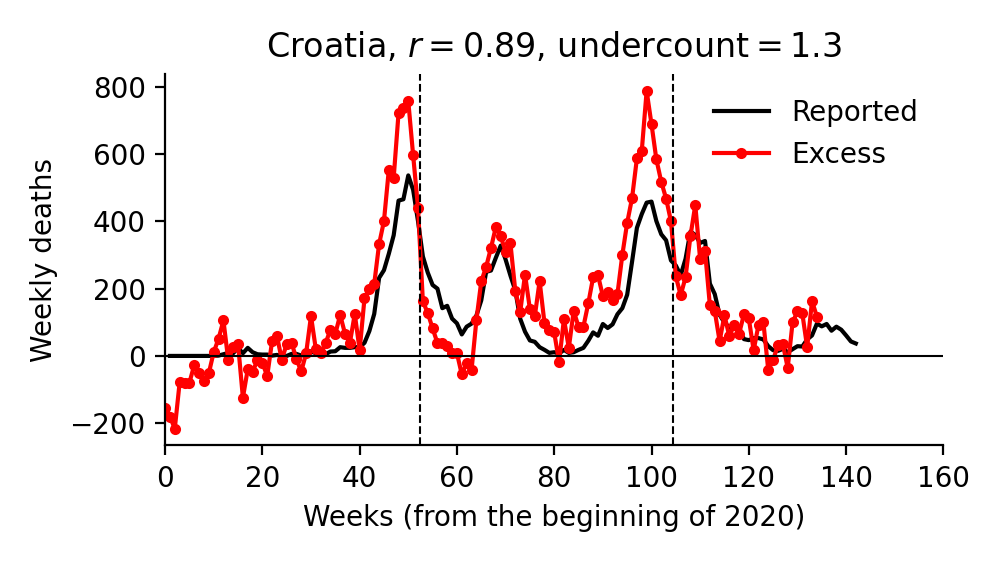 Croatia, r = 0.89, undercount = 1.3
Reported
Excess
Weekly deaths
800
600
400
200
0
−200
0 20 40 60 80 100 120 140 160
Weeks (from the beginning of 2020)